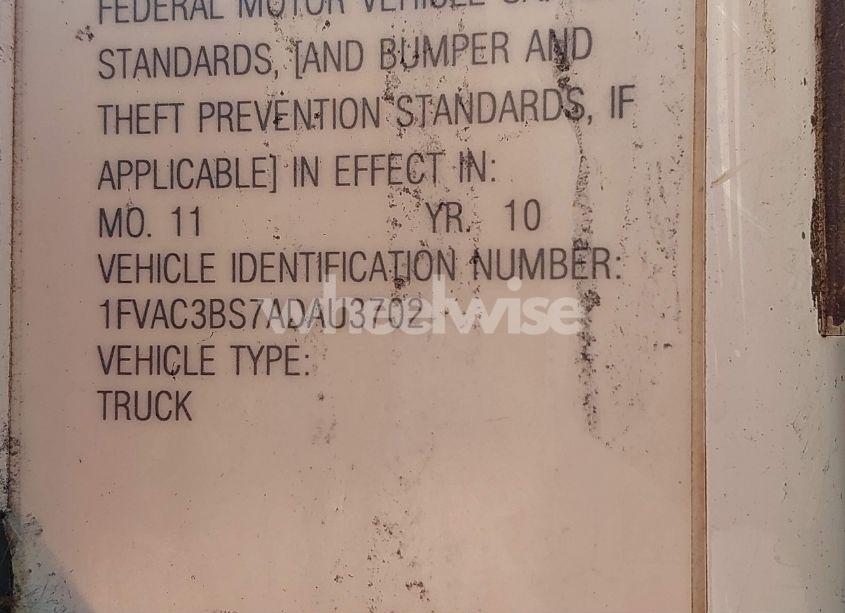 FEDERAL MOTOR VEHICLE
STANDARDS, [AND BUMPER AND
THEFT PREVENTION STANDARDS, IF
APPLICABLE] IN EFFECT IN:
MO. 11 YR. 10
VEHICLE IDENTIFICATION NUMBER:
1FVAC3BS7ADAU3702
wheelwise
VEHICLE TYPE:
TRUCK